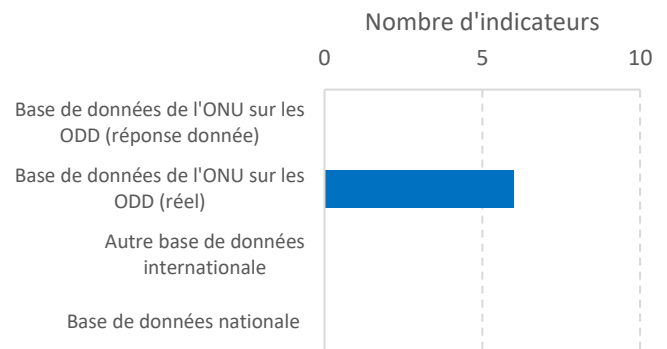 Nombre d'indicateurs
0 5 10
Base de données de l'ONU sur les
ODD (réponse donnée)
Base de données de l'ONU sur les
ODD (réel)
Autre base de données
internationale
Base de données nationale